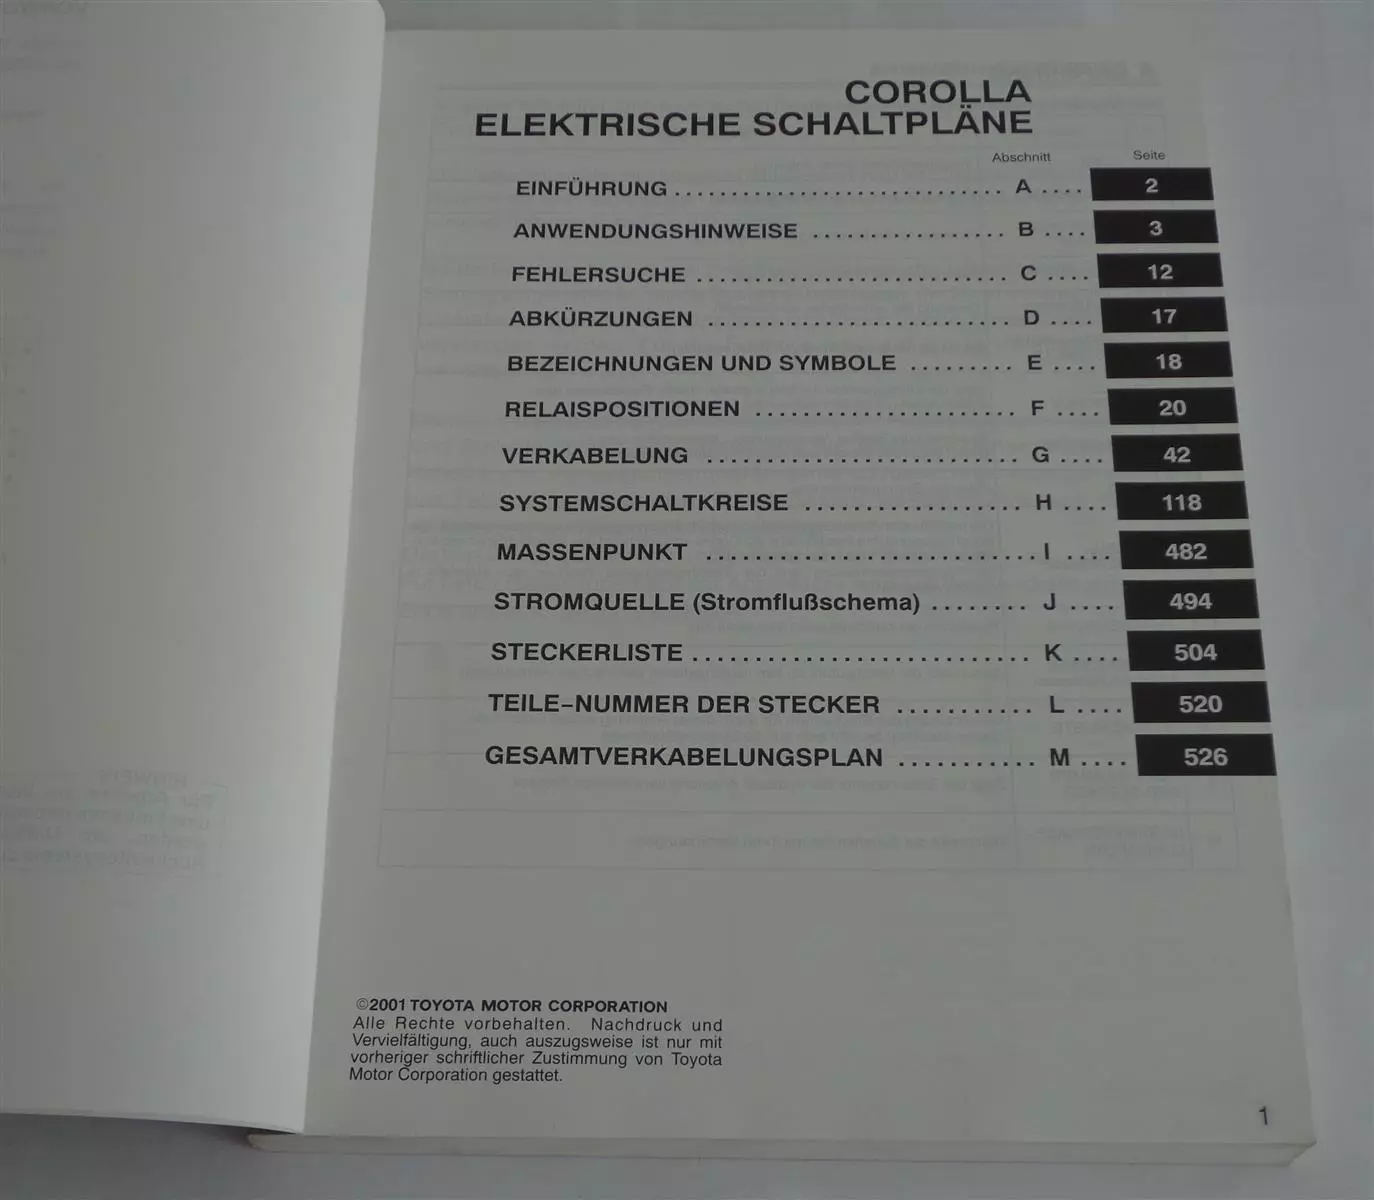 COROLLA
ELEKTRISCHE SCHALTPLÄNE
Abschnitt Seite
EINFÜHRUNG ............................ A .... 2
ANWENDUNGSHINWEISE ................. B .... 3
FEHLERSUCHE ........................... C .... 12
ABKÜRZUNGEN .......................... D .... 17
BEZEICHNUNGEN UND SYMBOLE ......... E .... 18
RELAISPOSITIONEN ...................... F .... 20
VERKABELUNG .......................... G .... 42
SYSTEMSCHALTKREISE .................. H .... 118
MASSENPUNKT ........................... I .... 482
STROMQUELLE (Stromflußschema) ........ J .... 494
STECKERLISTE ............................ K .... 504
TEILE–NUMMER DER STECKER ........... L .... 520
GESAMTVERKABELUNGSPLAN ........... M .... 526
©2001 TOYOTA MOTOR CORPORATION
Alle Rechte vorbehalten. Nachdruck und
Vervielfältigung, auch auszugsweise ist nur mit
vorheriger schriftlicher Zustimmung von Toyota
Motor Corporation gestattet.
1